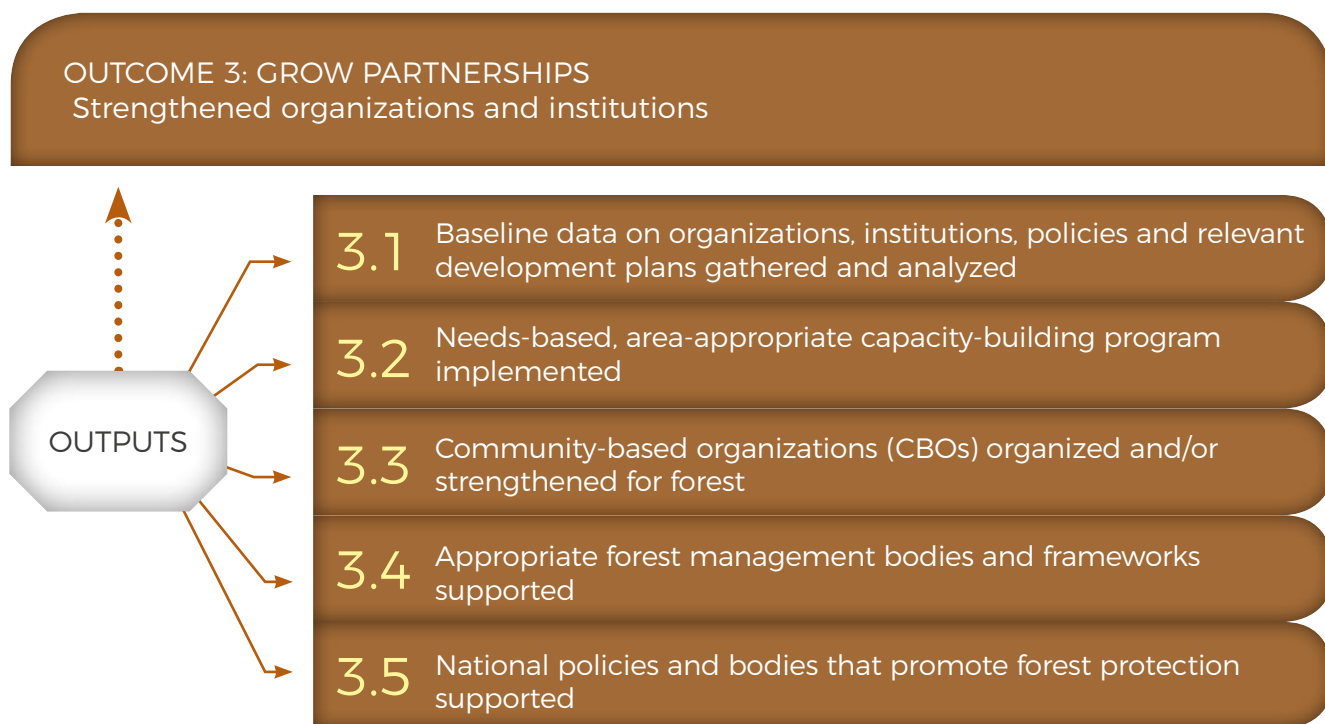 OUTCOME 3: GROW PARTNERSHIPS
Strengthened organizations and institutions
OUTPUTS
3.1
Baseline data on organizations, institutions, policies and relevant
development plans gathered and analyzed
3.2
Needs-based, area-appropriate capacity-building program
implemented
3.3
Community-based organizations (CBOs) organized and/or
strengthened for forest
3.4
Appropriate forest management bodies and frameworks
supported
3.5
National policies and bodies that promote forest protection
supported